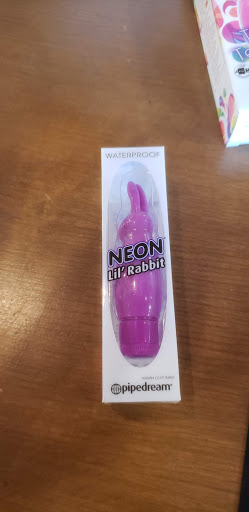 WATERPROOF
NEON
Lil' Rabbit
pipedream